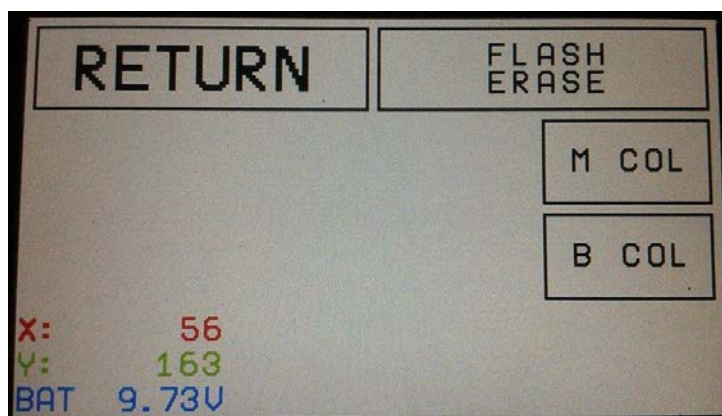 RETURN
FLASH
ERASE
M COL
B COL
X: 56
Y: 163
BAT 9.73V